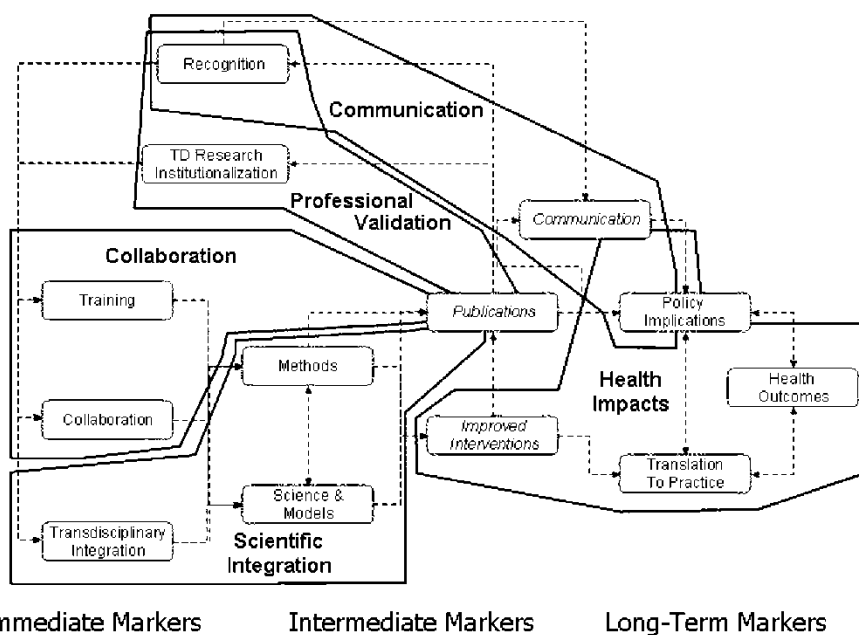 Recognition
Communication
TD Research
Institutionalization
Professional
Validation
Communication
Collaboration
Training
Publications
Policy
Implications
Methods
Health
Impacts
Health
Outcomes
Collaboration
Improved
Interventions
Translation
To Practice
Science &
Models
Transdisciplinary
Integration
Scientific
Integration
mmediate Markers
Intermediate Markers
Long-Term Markers